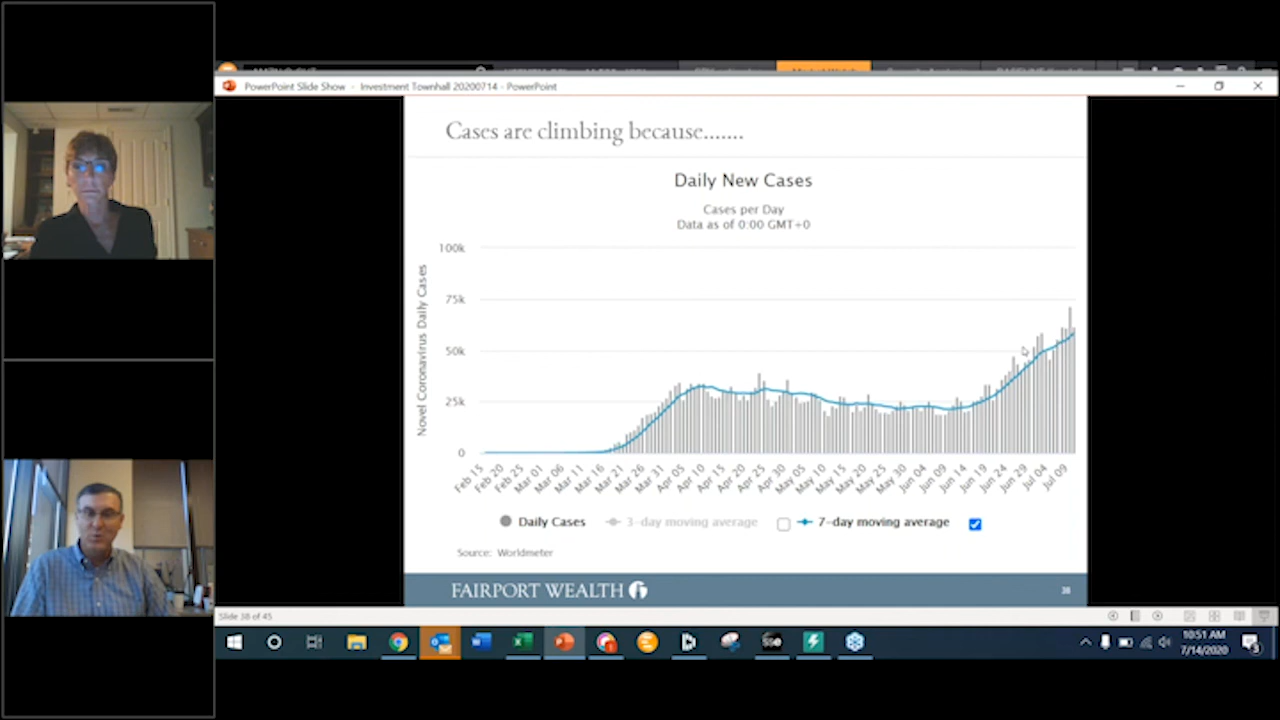 PowerPoint Slide Show - Investment Townhall 20200714 - PowerPoint
Cases are climbing because.......
Daily New Cases
Cases per Day
Data as of 0:00 GMT+0
Novel Coronavirus Daily Cases
100k
75k
50k
25k
0
Feb 15
Feb 20
Feb 25
Mar 01
Mar 06
Mar 11
Mar 16
Mar 21
Mar 26
Mar 31
Apr 05
Apr 10
Apr 15
Apr 20
Apr 25
Apr 30
May 05
May 10
May 15
May 20
May 25
May 30
Jun 04
Jun 09
Jun 14
Jun 19
Jun 24
Jun 29
Jul 04
Jul 09
Daily Cases 3-day moving average 7-day moving average
Source: Worldmeter
FAIRPORT WEALTH
38
Slide 38 of 45
10:51 AM
7/14/2020